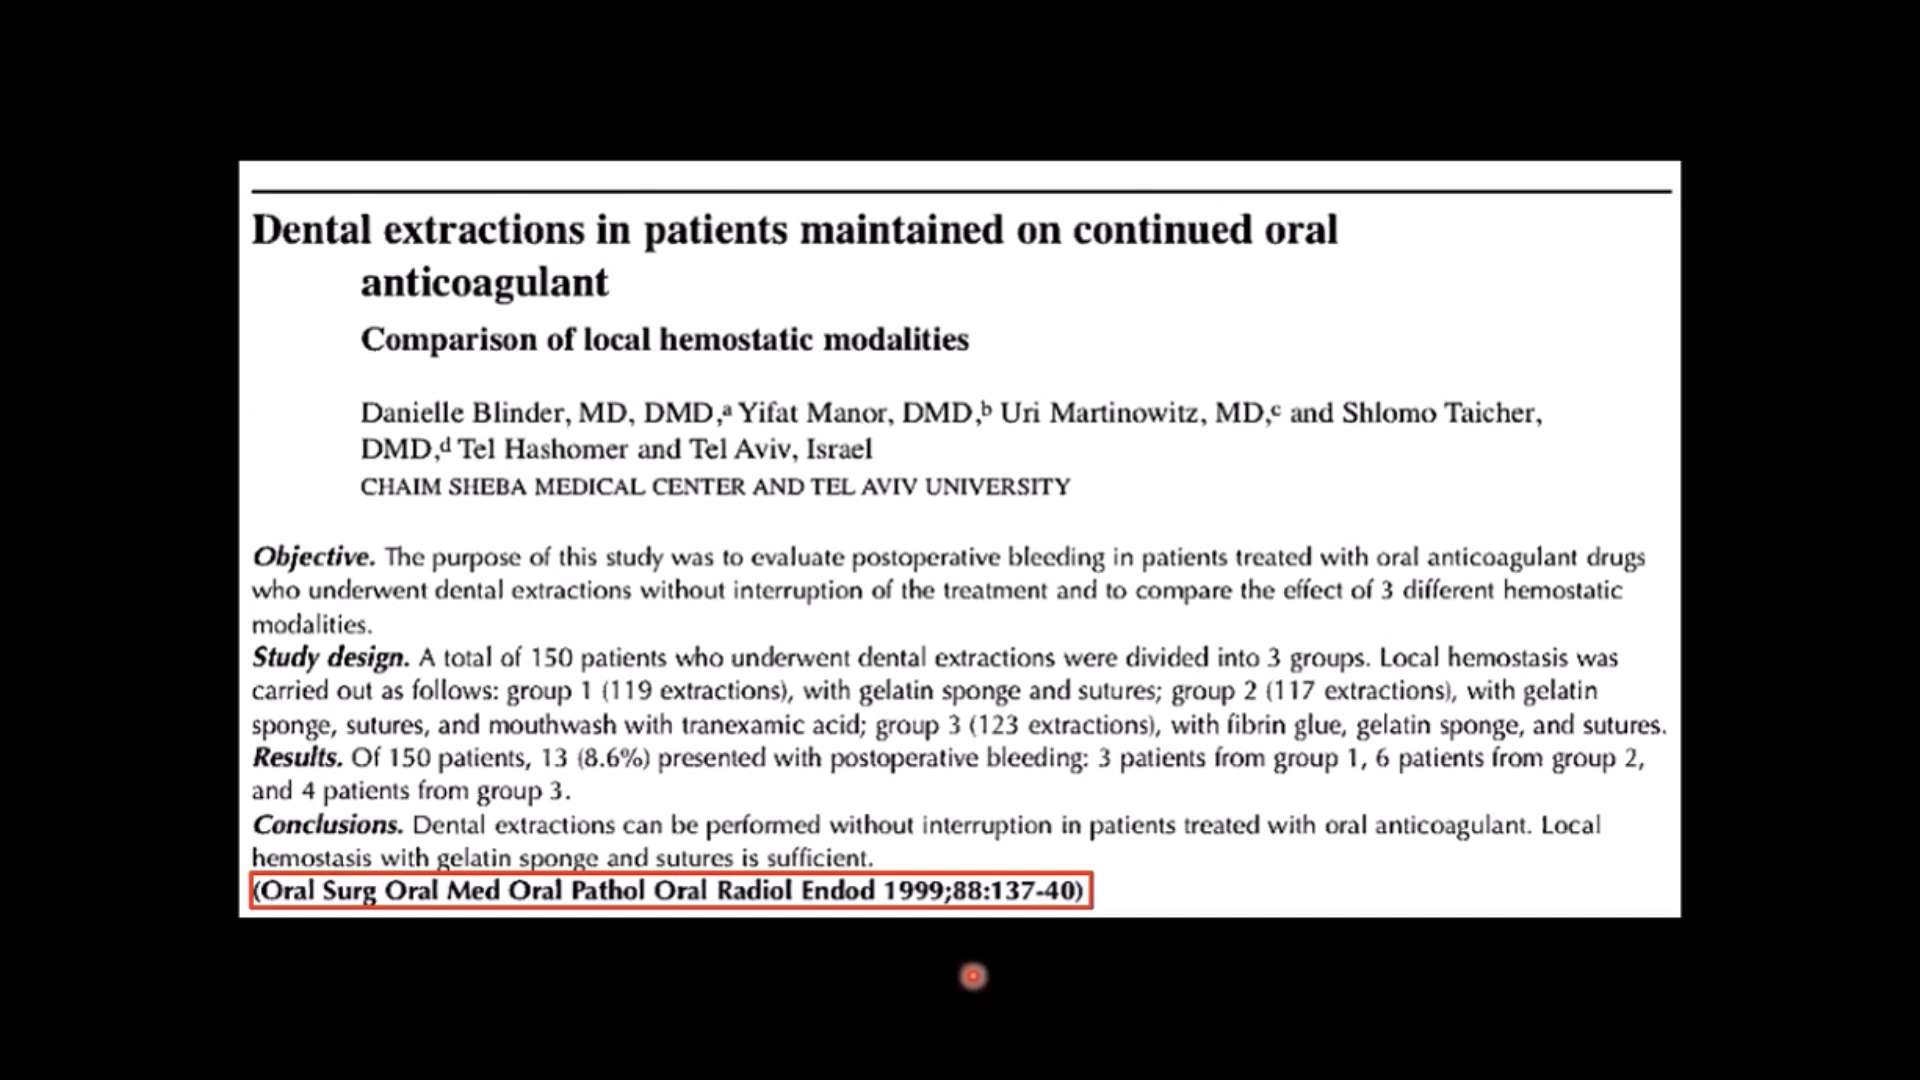 Dental extractions in patients maintained on continued oral
anticoagulant
Comparison of local hemostatic modalities
Danielle Blinder, MD, DMD,ᵃ Yifat Manor, DMD,ᵇ Uri Martinowitz, MD,ᶜ and Shlomo Taicher,
DMD,ᵈ Tel Hashomer and Tel Aviv, Israel
CHAIM SHEBA MEDICAL CENTER AND TEL AVIV UNIVERSITY
Objective. The purpose of this study was to evaluate postoperative bleeding in patients treated with oral anticoagulant drugs
who underwent dental extractions without interruption of the treatment and to compare the effect of 3 different hemostatic
modalities.
Study design. A total of 150 patients who underwent dental extractions were divided into 3 groups. Local hemostasis was
carried out as follows: group 1 (119 extractions), with gelatin sponge and sutures; group 2 (117 extractions), with gelatin
sponge, sutures, and mouthwash with tranexamic acid; group 3 (123 extractions), with fibrin glue, gelatin sponge, and sutures.
Results. Of 150 patients, 13 (8.6%) presented with postoperative bleeding: 3 patients from group 1, 6 patients from group 2,
and 4 patients from group 3.
Conclusions. Dental extractions can be performed without interruption in patients treated with oral anticoagulant. Local
hemostasis with gelatin sponge and sutures is sufficient.
(Oral Surg Oral Med Oral Pathol Oral Radiol Endod 1999;88:137-40)